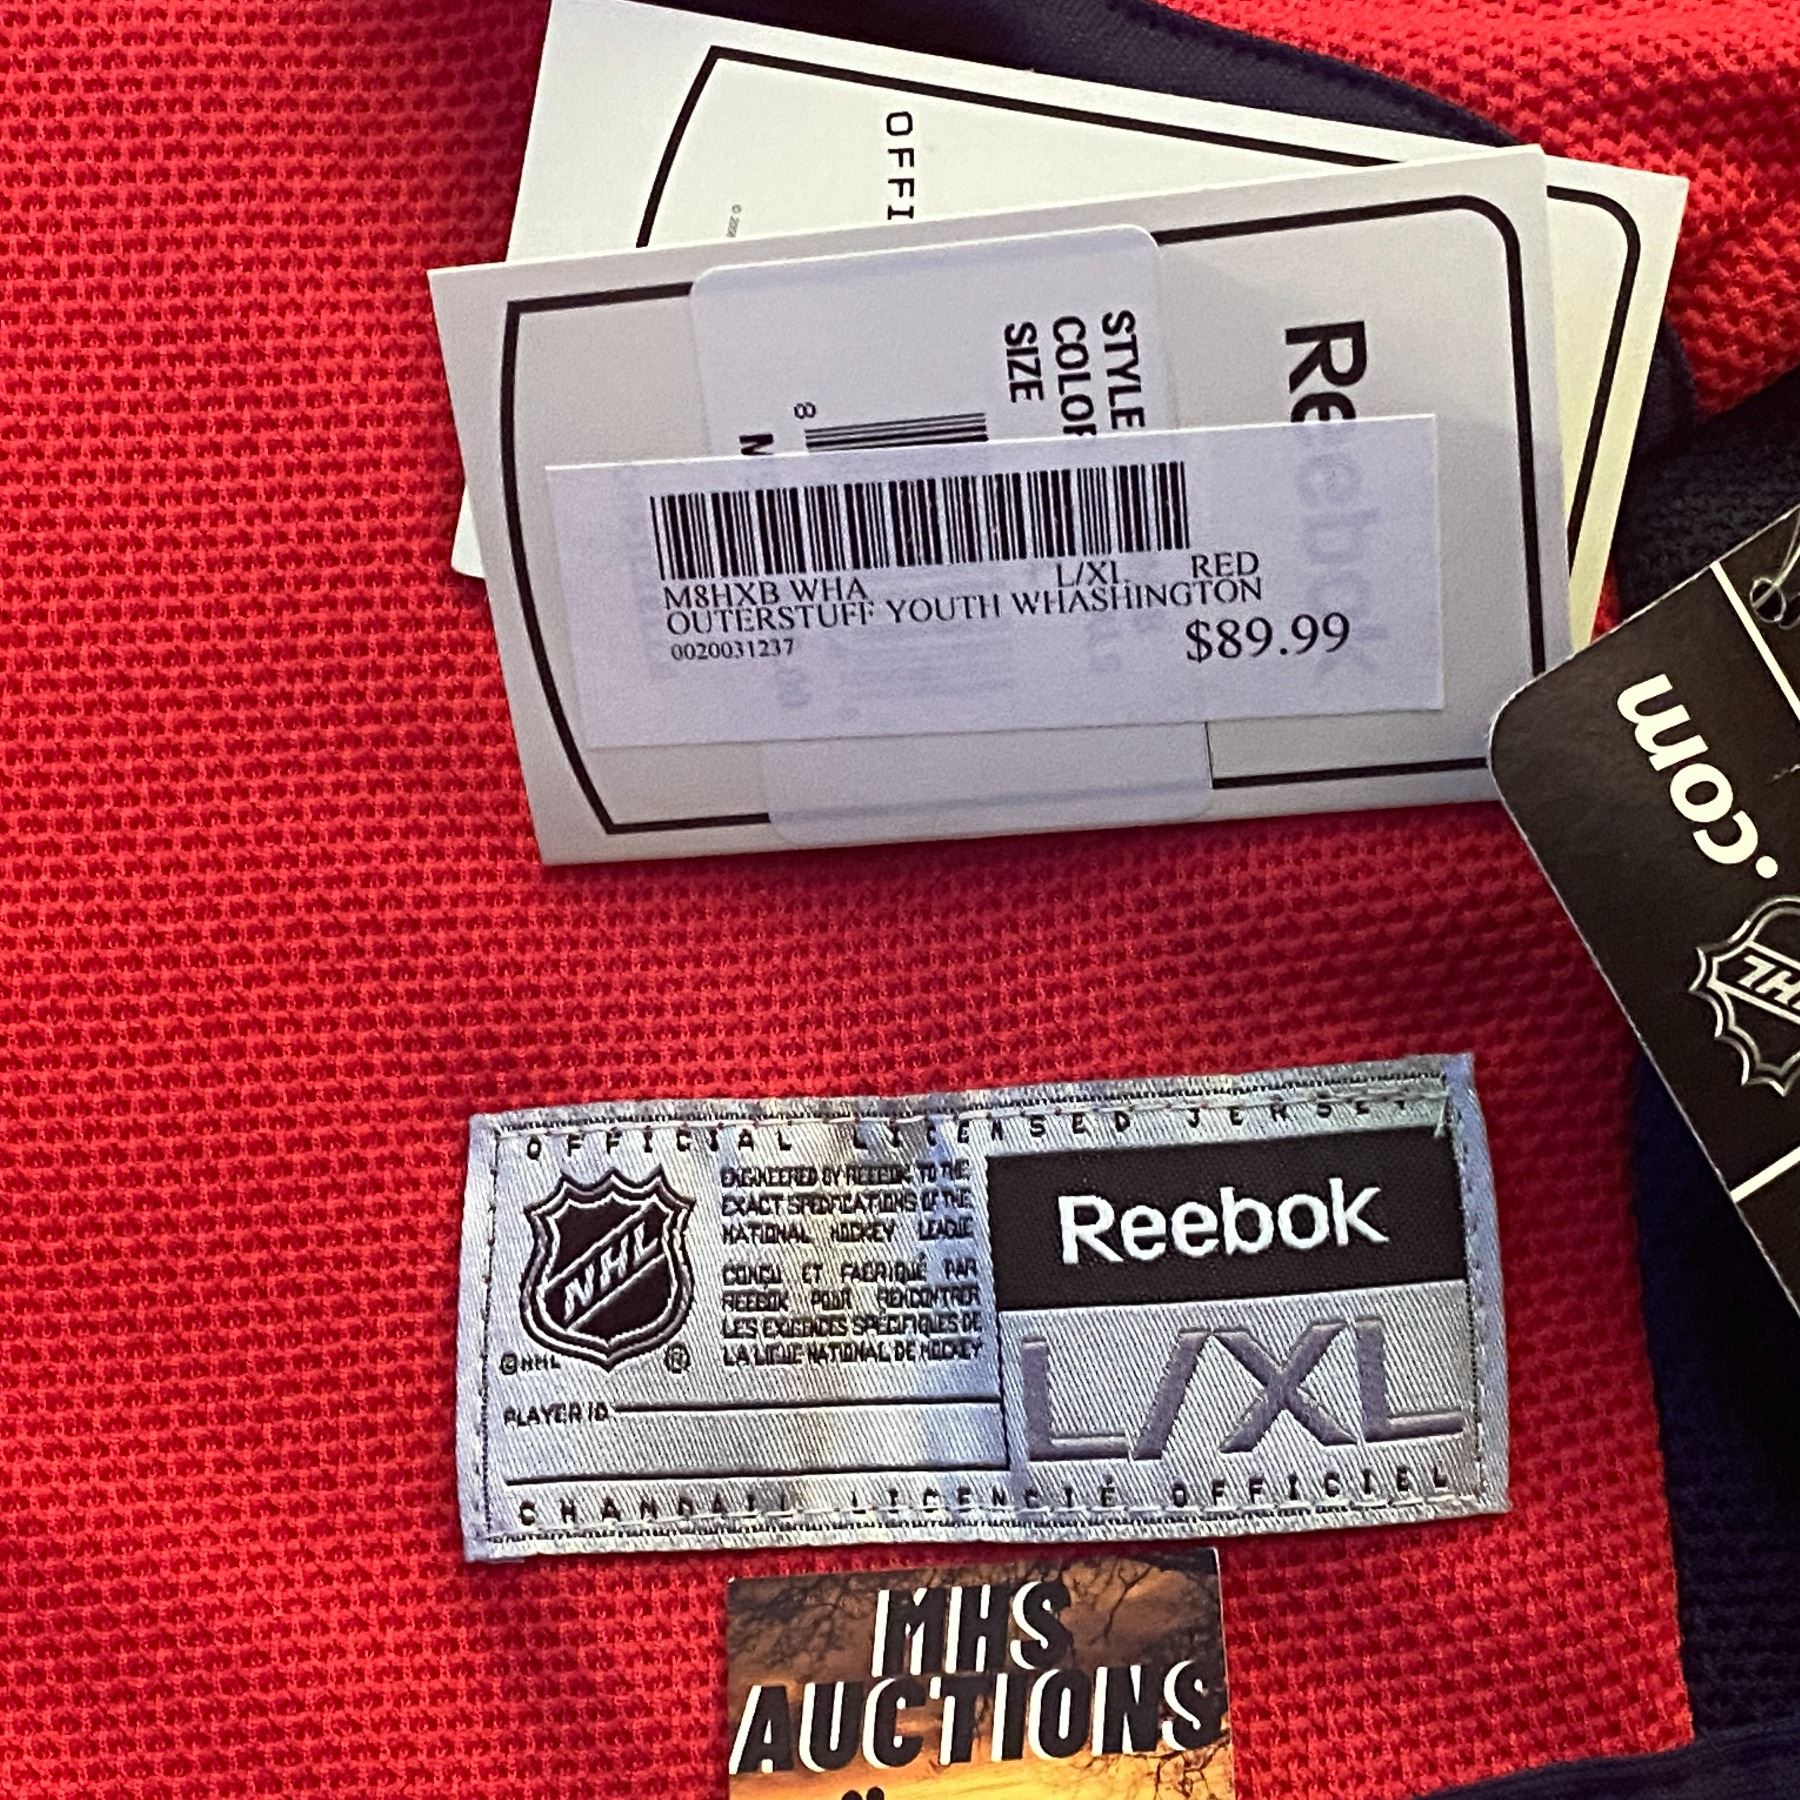 OFFI
Reebok
STYLE
COLOR
SIZE
8
M
M8HXB WHA L/XL RED
OUTERSTUFF YOUTH WHASHINGTON
0020031237
$89.99
.com
NHL
OFFICIAL LICENSED JERSEY
NHL
ENGINEERED BY REEBOK TO THE
EXACT SPECIFICATIONS OF THE
NATIONAL HOCKEY LEAGUE
CONÇU ET FABRIQUÉ PAR
REEBOK POUR RENCONTRER
LES EXIGENCES SPÉCIFIQUES DE
LA LIGUE NATIONAL DE HOCKEY
©NHL ®
PLAYER ID
Reebok
L/XL
CHANDAIL LICENCIÉ OFFICIEL
MHS
AUCTIONS